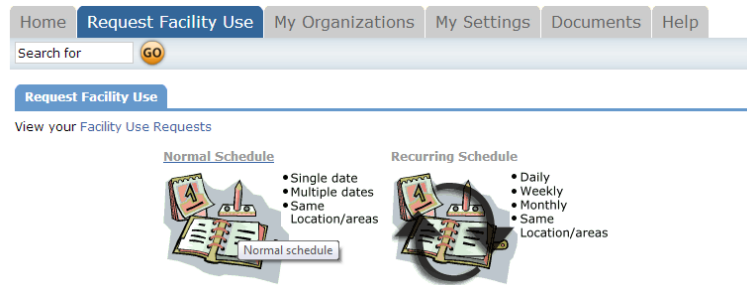 Home Request Facility Use My Organizations My Settings Documents Help
Search for GO
Request Facility Use
View your Facility Use Requests
Normal Schedule
• Single date
• Multiple dates
• Same
Location/areas
1
Normal schedule
Recurring Schedule
• Daily
• Weekly
• Monthly
• Same
Location/areas
1